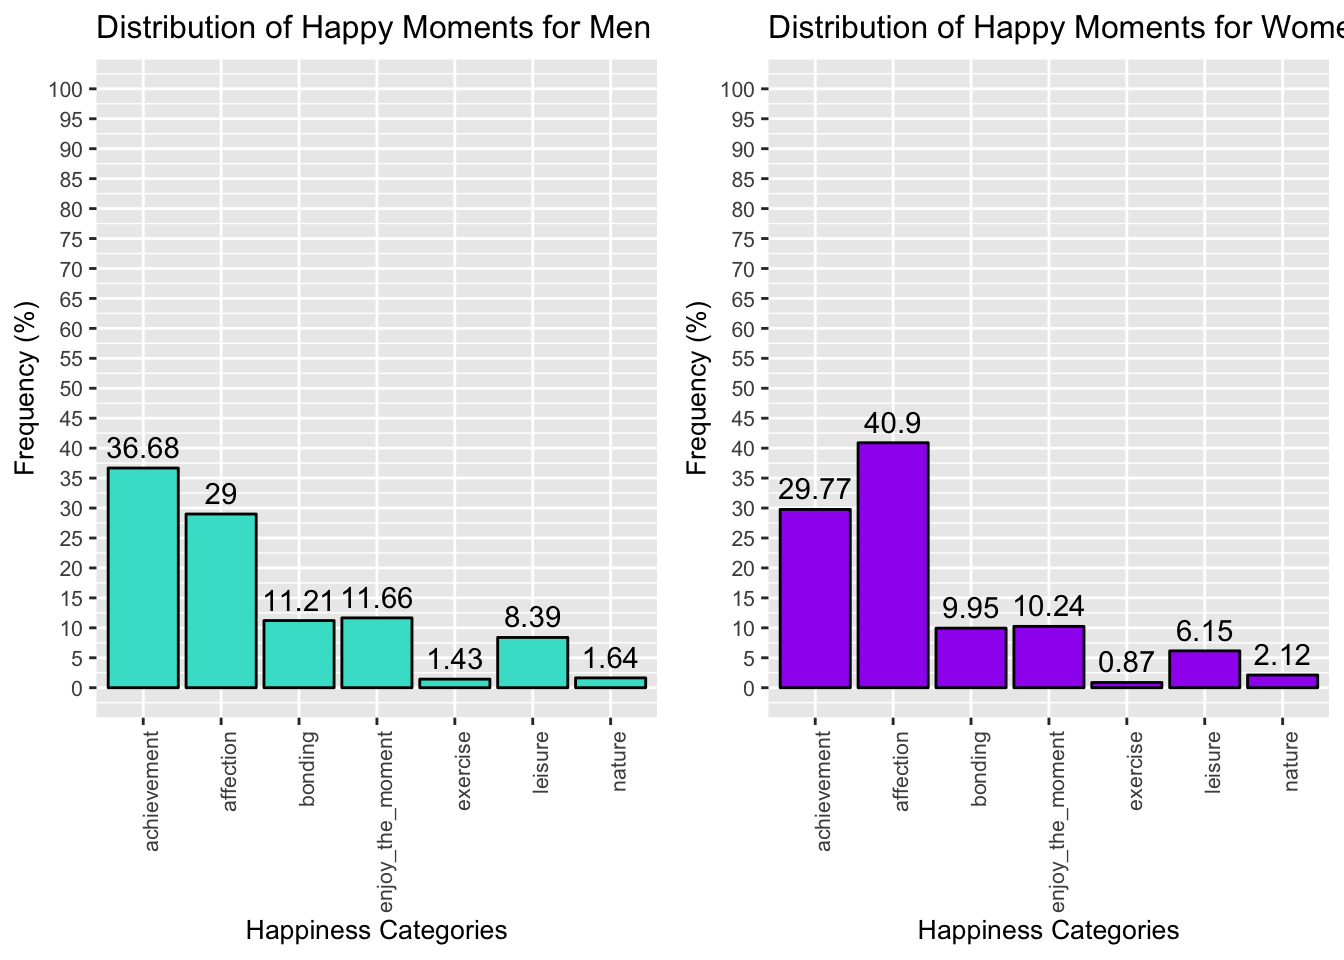 Distribution of Happy Moments for Men
100
95
90
85
80
75
70
65
60
55
50
45
40
35
30
25
20
15
10
5
0
Frequency (%)
36.68
29
11.21
11.66
1.43
8.39
1.64
achievement
affection
bonding
enjoy_the_moment
exercise
leisure
nature
Happiness Categories
Distribution of Happy Moments for Wome
100
95
90
85
80
75
70
65
60
55
50
45
40
35
30
25
20
15
10
5
0
Frequency (%)
29.77
40.9
9.95
10.24
0.87
6.15
2.12
achievement
affection
bonding
enjoy_the_moment
exercise
leisure
nature
Happiness Categories